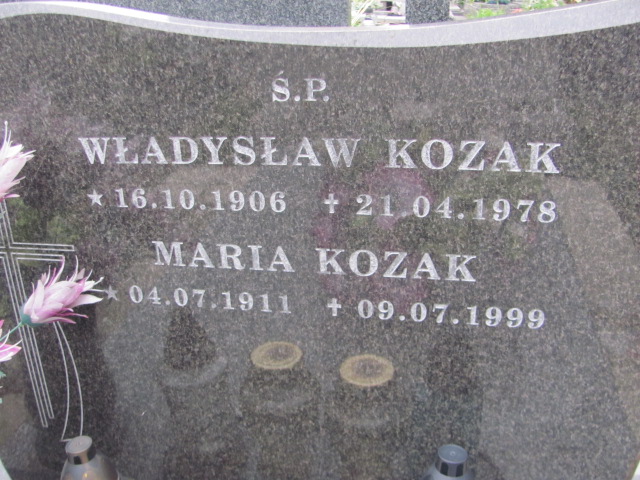 Ś.P.
WŁADYSŁAW KOZAK
★ 16.10.1906 ✝ 21.04.1978
MARIA KOZAK
★ 04.07.1911 ✝ 09.07.1999